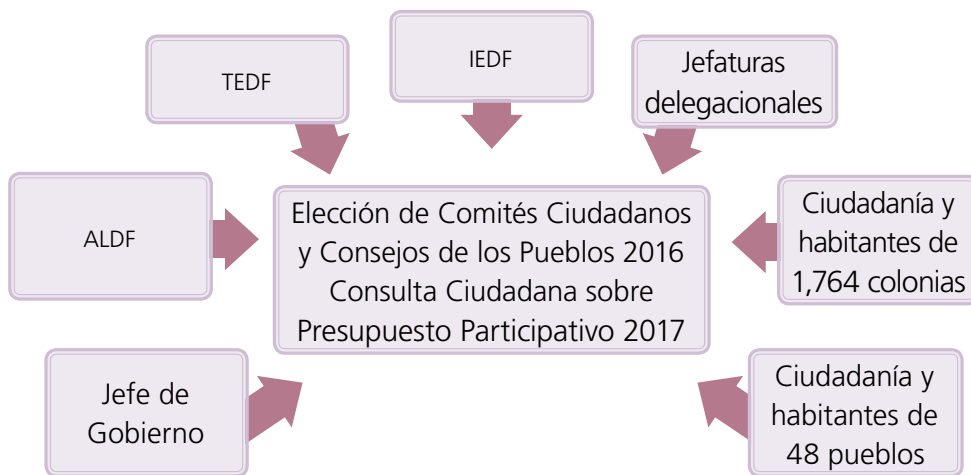 IEDF
TEDF
Jefaturas
delegacionales
ALDF
Elección de Comités Ciudadanos
y Consejos de los Pueblos 2016
Consulta Ciudadana sobre
Presupuesto Participativo 2017
Ciudadanía y
habitantes de
1,764 colonias
Jefe de
Gobierno
Ciudadanía y
habitantes de
48 pueblos